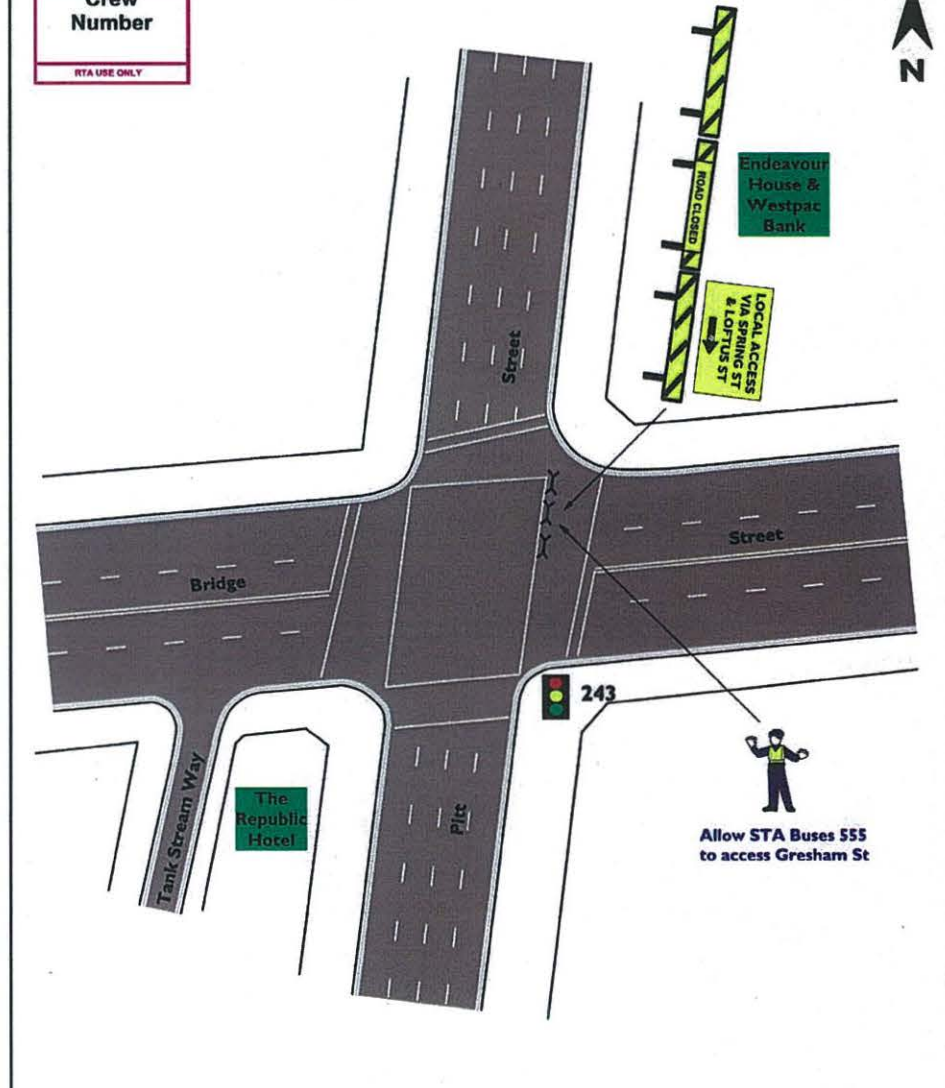 Crew
Number
RTA USE ONLY
N
ROAD CLOSED
Endeavour
House &
Westpac
Bank
LOCAL ACCESS
VIA SPRING ST
& LOFTUS ST
Street
Street
Bridge
243
Tank Stream Way
The
Republic
Hotel
Pitt
Allow STA Buses 555
to access Gresham St